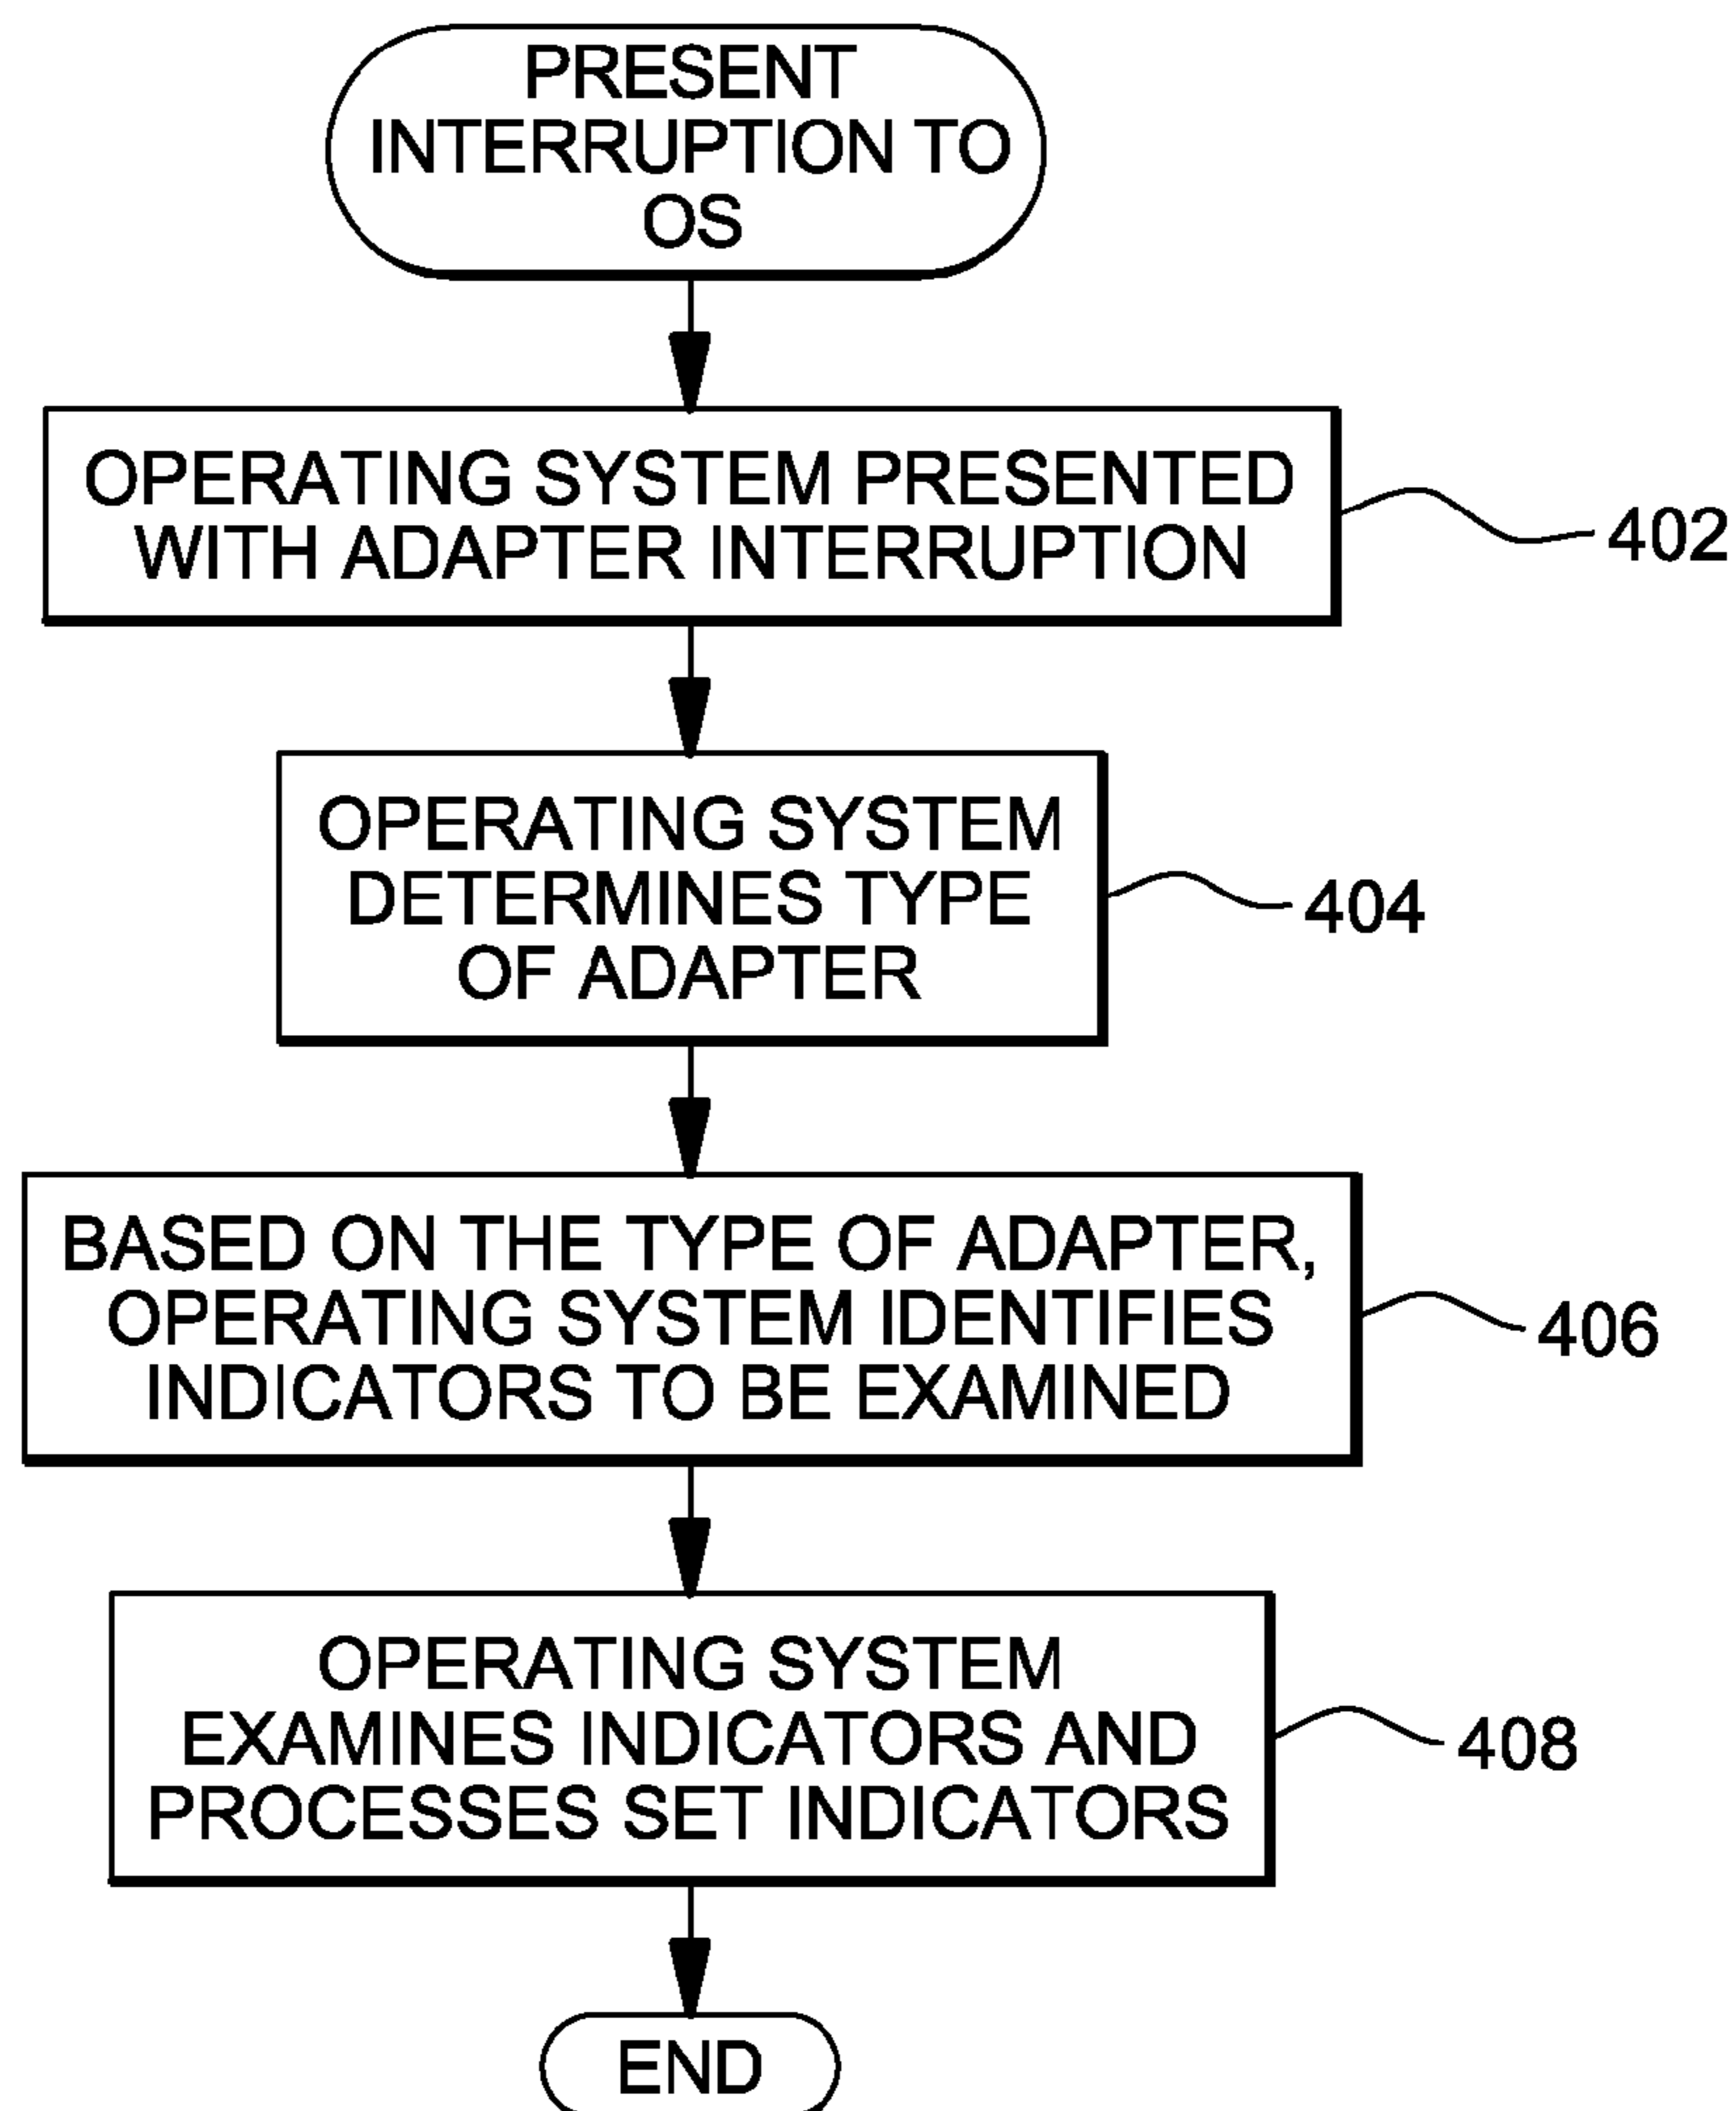 PRESENT
INTERRUPTION TO
OS
OPERATING SYSTEM PRESENTED
WITH ADAPTER INTERRUPTION
402
OPERATING SYSTEM
DETERMINES TYPE
OF ADAPTER
404
BASED ON THE TYPE OF ADAPTER,
OPERATING SYSTEM IDENTIFIES
INDICATORS TO BE EXAMINED
406
OPERATING SYSTEM
EXAMINES INDICATORS AND
PROCESSES SET INDICATORS
408
END